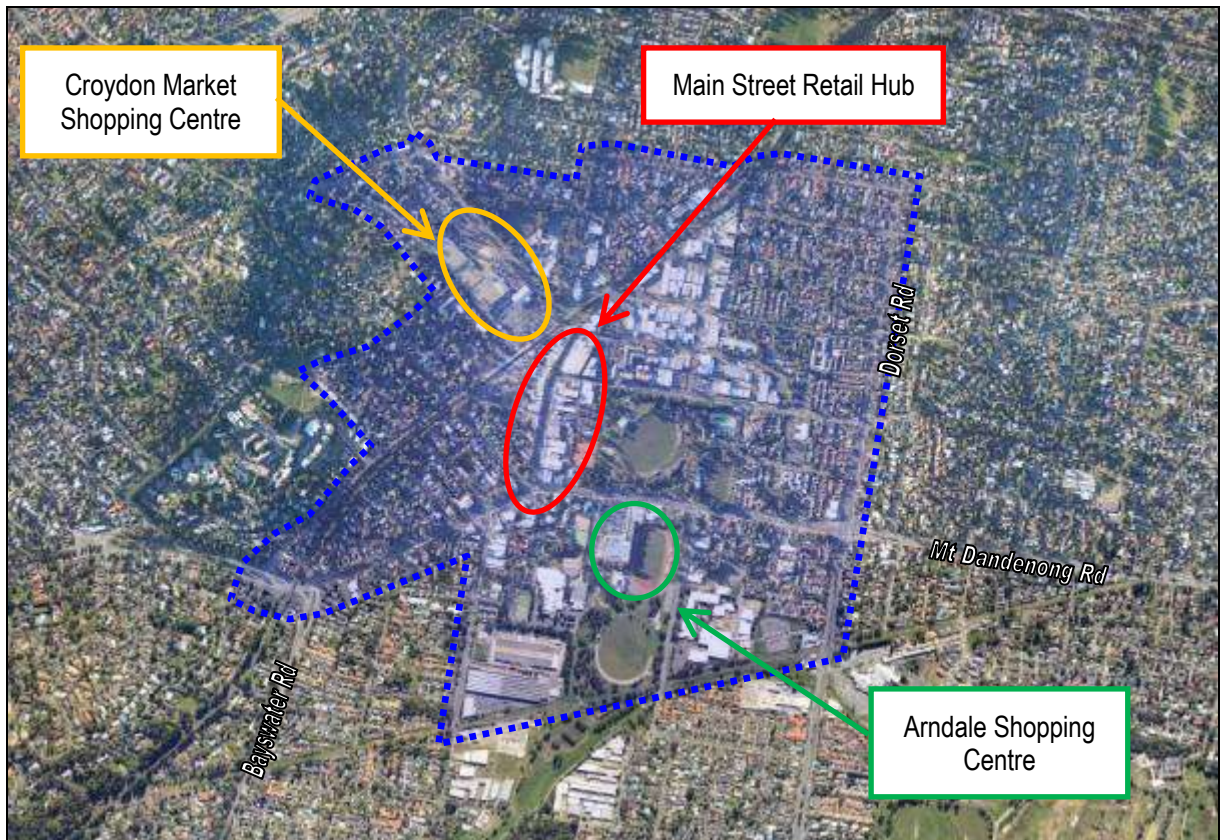 Croydon Market
Shopping Centre
Main Street Retail Hub
Dorset Rd
Mt Dandenong Rd
Bayswater Rd
Arndale Shopping
Centre